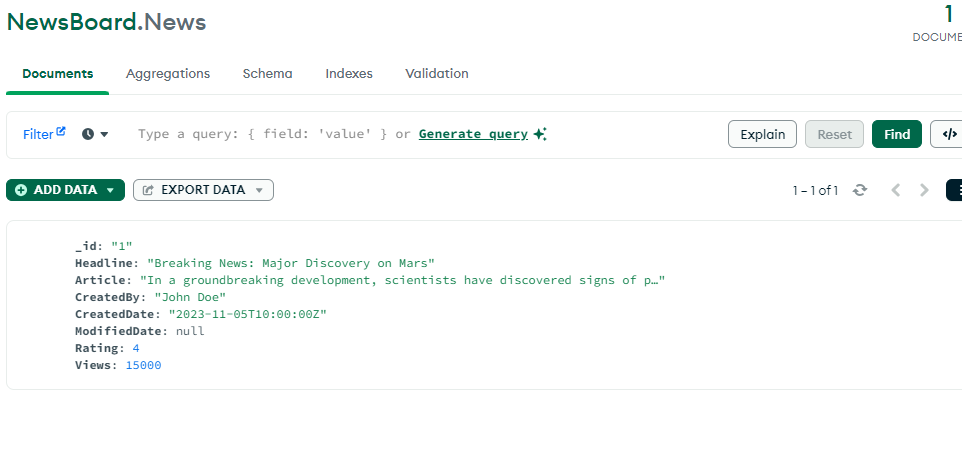 NewsBoard.News
1
DOCUME
Documents Aggregations Schema Indexes Validation
Filter Type a query: { field: 'value' } or Generate query Explain Reset Find </>
ADD DATA EXPORT DATA 1 – 1 of 1
_id: "1"
Headline: "Breaking News: Major Discovery on Mars"
Article: "In a groundbreaking development, scientists have discovered signs of p…"
CreatedBy: "John Doe"
CreatedDate: "2023-11-05T10:00:00Z"
ModifiedDate: null
Rating: 4
Views: 15000